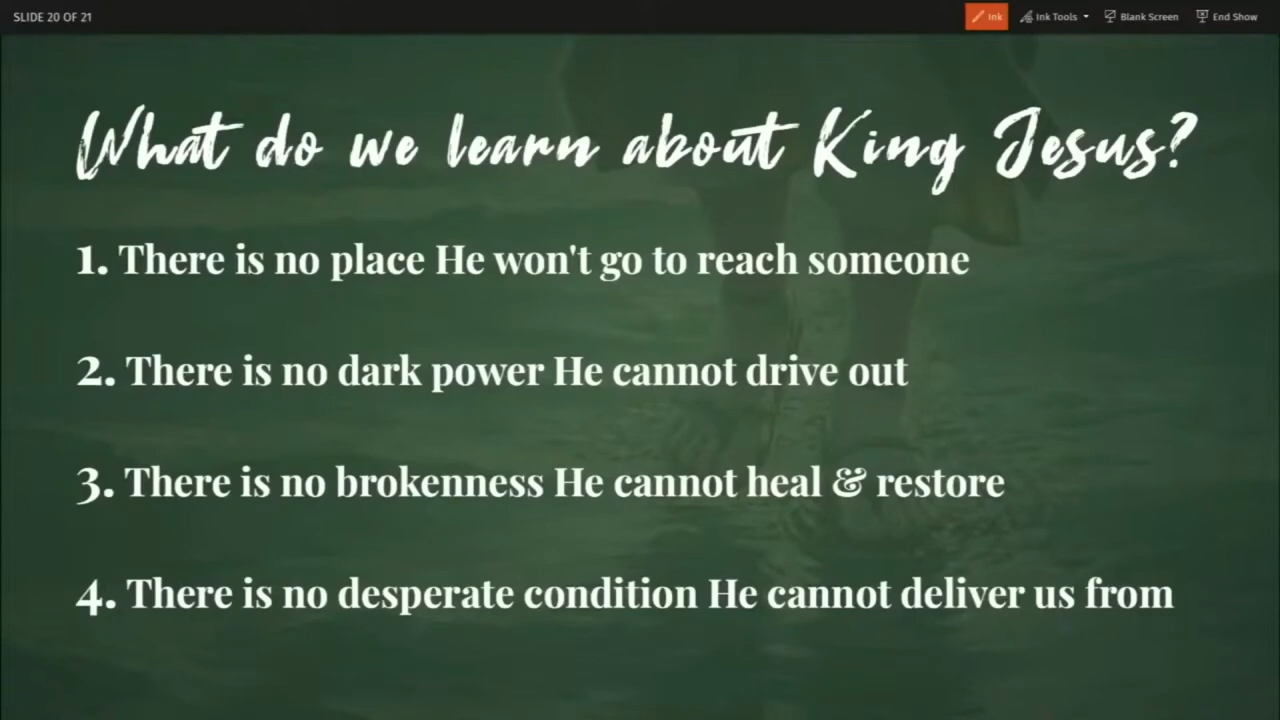 SLIDE 20 OF 21
Ink
Ink Tools
Blank Screen
End Show
What do we learn about King Jesus?
1. There is no place He won't go to reach someone
2. There is no dark power He cannot drive out
3. There is no brokenness He cannot heal & restore
4. There is no desperate condition He cannot deliver us from